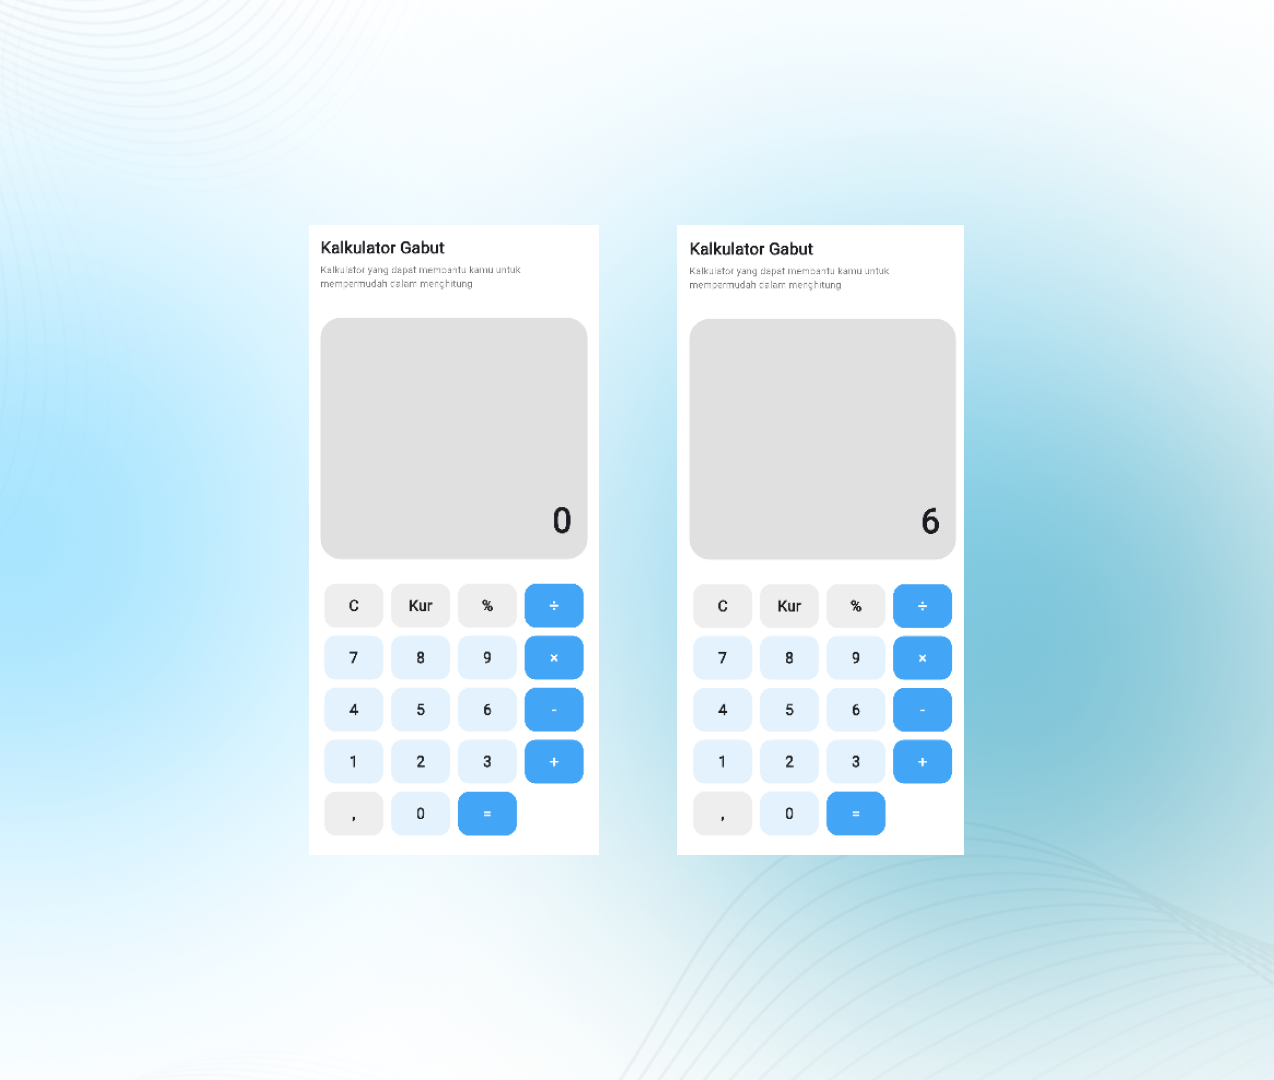 Kalkulator Gabut
Kalkulator yang dapat membantu kamu untuk
mempermudah dalam menghitung
0
C Kur % ÷
7 8 9 ×
4 5 6 -
1 2 3 +
, 0 =
Kalkulator Gabut
Kalkulator yang dapat membantu kamu untuk
mempermudah dalam menghitung
6
C Kur % ÷
7 8 9 ×
4 5 6 -
1 2 3 +
, 0 =